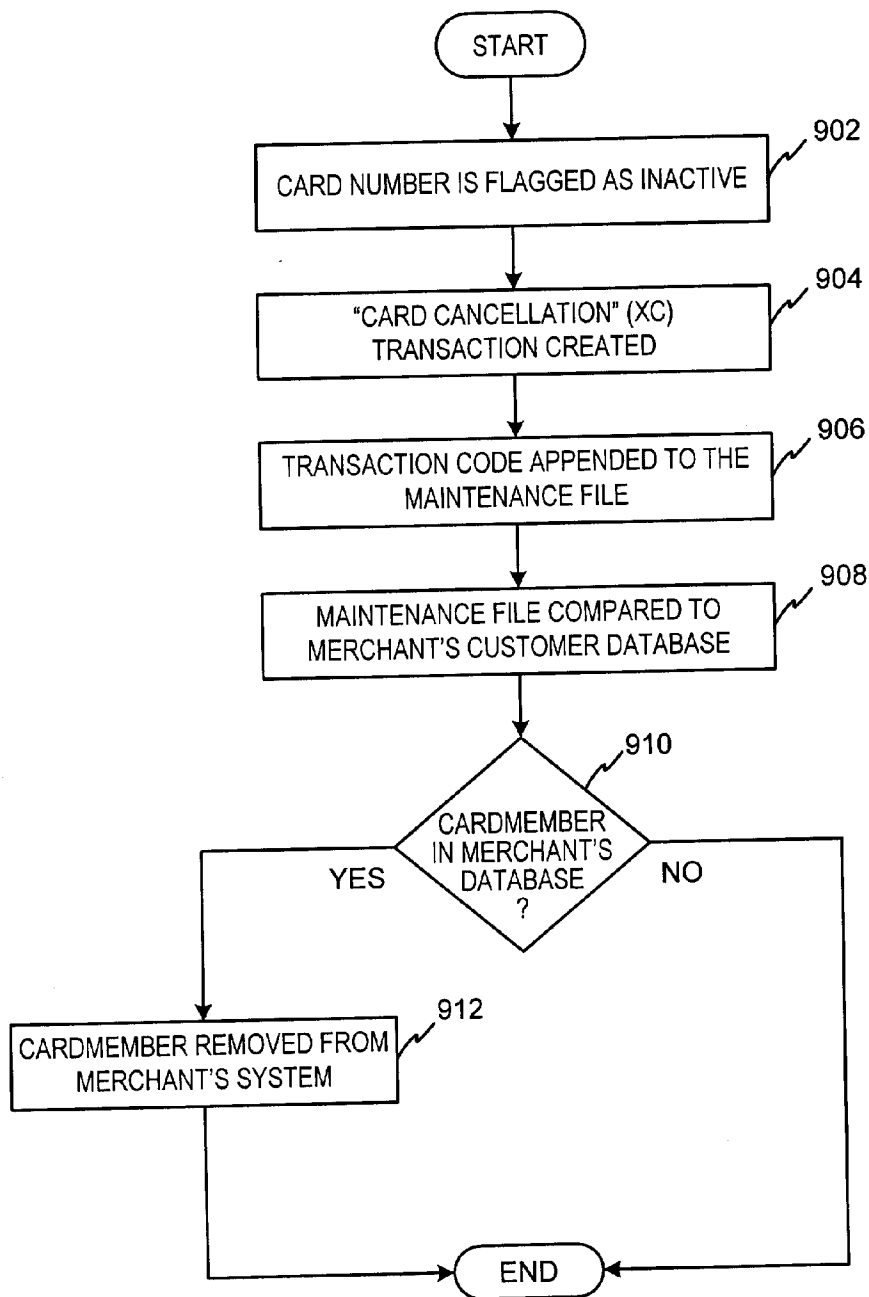 START
902
CARD NUMBER IS FLAGGED AS INACTIVE
904
“CARD CANCELLATION” (XC)
TRANSACTION CREATED
906
TRANSACTION CODE APPENDED TO THE
MAINTENANCE FILE
908
MAINTENANCE FILE COMPARED TO
MERCHANT'S CUSTOMER DATABASE
910
CARDMEMBER
IN MERCHANT'S
DATABASE
?
YES
NO
912
CARDMEMBER REMOVED FROM
MERCHANT'S SYSTEM
END